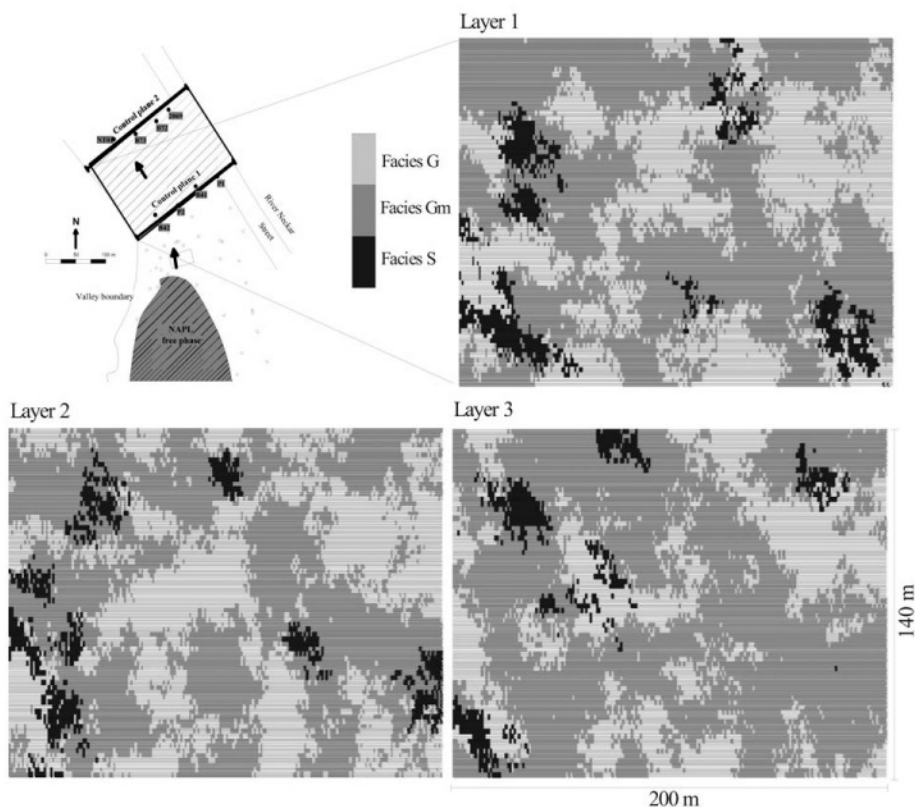 Layer 1
Control plane 2
Control plane 1
River Neckar
Street
N
Valley boundary
NAPL
free phase
Facies G
Facies Gm
Facies S
Layer 2
Layer 3
140 m
200 m